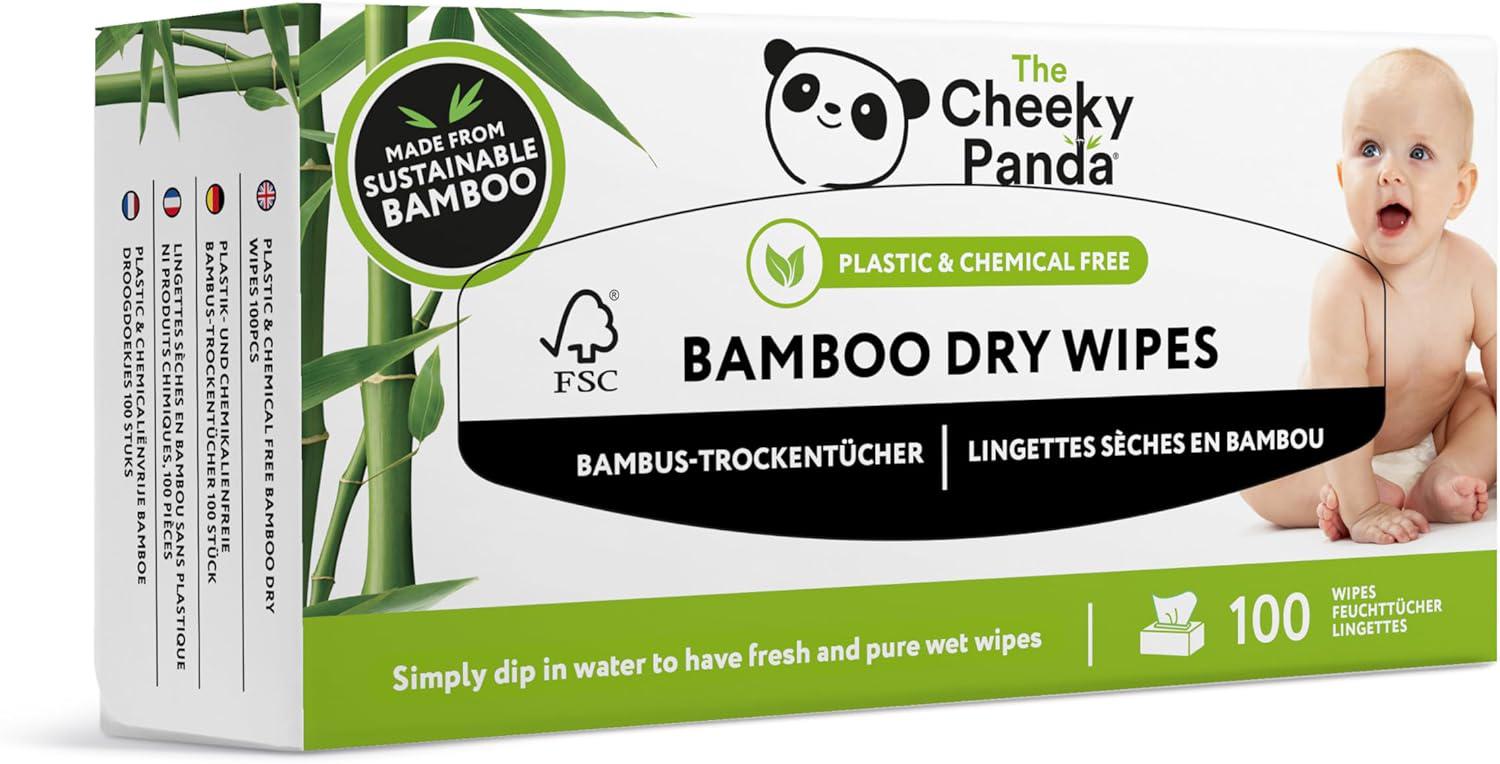 MADE FROM
SUSTAINABLE
BAMBOO
The
Cheeky
Panda®
PLASTIC & CHEMICAL FREE
®
FSC
BAMBOO DRY WIPES
BAMBUS-TROCKENTÜCHER | LINGETTES SÈCHES EN BAMBOU
Simply dip in water to have fresh and pure wet wipes
100
WIPES
FEUCHTTÜCHER
LINGETTES
PLASTIC & CHEMICAL FREE BAMBOO DRY
WIPES 100PCS
PLASTIK- UND CHEMIKALIENFREIE
BAMBUS-TROCKENTÜCHER 100 STÜCK
LINGETTES SÈCHES EN BAMBOU SANS PLASTIQUE
NI PRODUITS CHIMIQUES, 100 PIÈCES
PLASTIC & CHEMICALIËNVRIJE BAMBOE
DROOGDOEKJES 100 STUKS